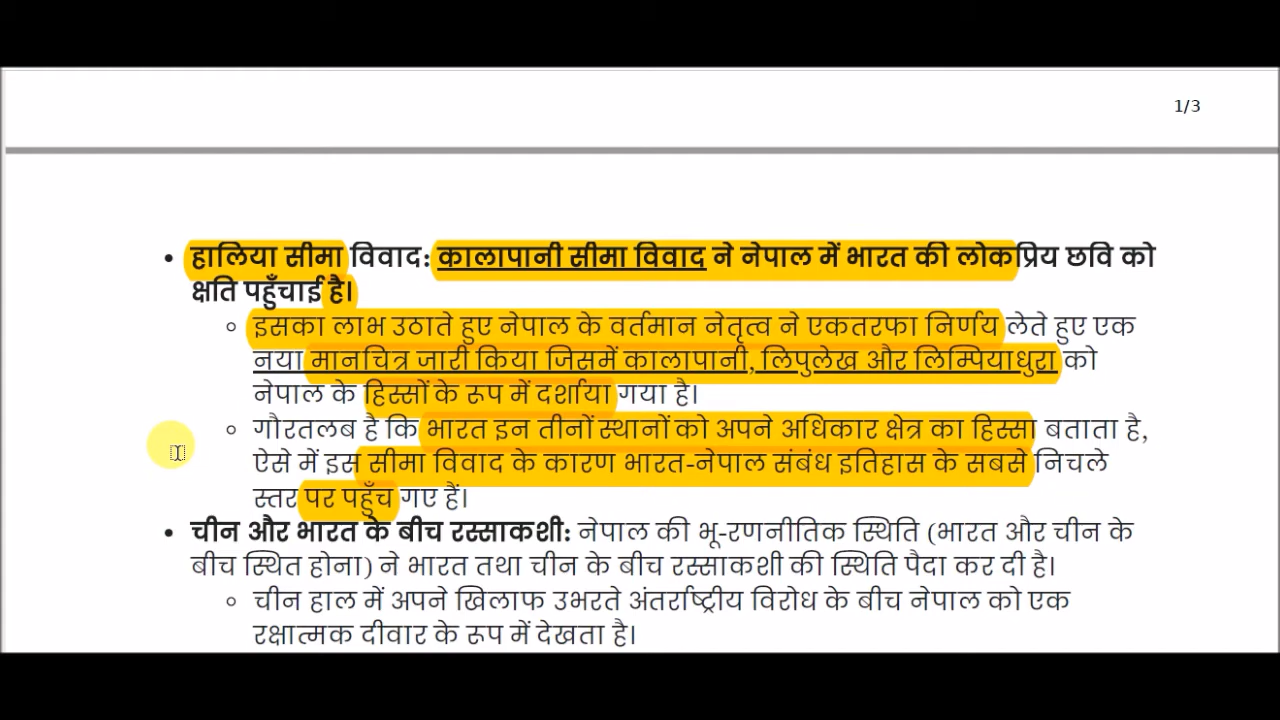 1/3
• हालिया सीमा विवाद: कालापानी सीमा विवाद ने नेपाल में भारत की लोकप्रिय छवि को
क्षति पहुँचाई है।
○ इसका लाभ उठाते हुए नेपाल के वर्तमान नेतृत्व ने एकतरफा निर्णय लेते हुए एक
नया मानचित्र जारी किया जिसमें कालापानी, लिपुलेख और लिम्पियाधुरा को
नेपाल के हिस्सों के रूप में दर्शाया गया है।
○ गौरतलब है कि भारत इन तीनों स्थानों को अपने अधिकार क्षेत्र का हिस्सा बताता है,
ऐसे में इस सीमा विवाद के कारण भारत-नेपाल संबंध इतिहास के सबसे निचले
स्तर पर पहुँच गए हैं।
• चीन और भारत के बीच रस्साकशी: नेपाल की भू-रणनीतिक स्थिति (भारत और चीन के
बीच स्थित होना) ने भारत तथा चीन के बीच रस्साकशी की स्थिति पैदा कर दी है।
○ चीन हाल में अपने खिलाफ उभरते अंतर्राष्ट्रीय विरोध के बीच नेपाल को एक
रक्षात्मक दीवार के रूप में देखता है।